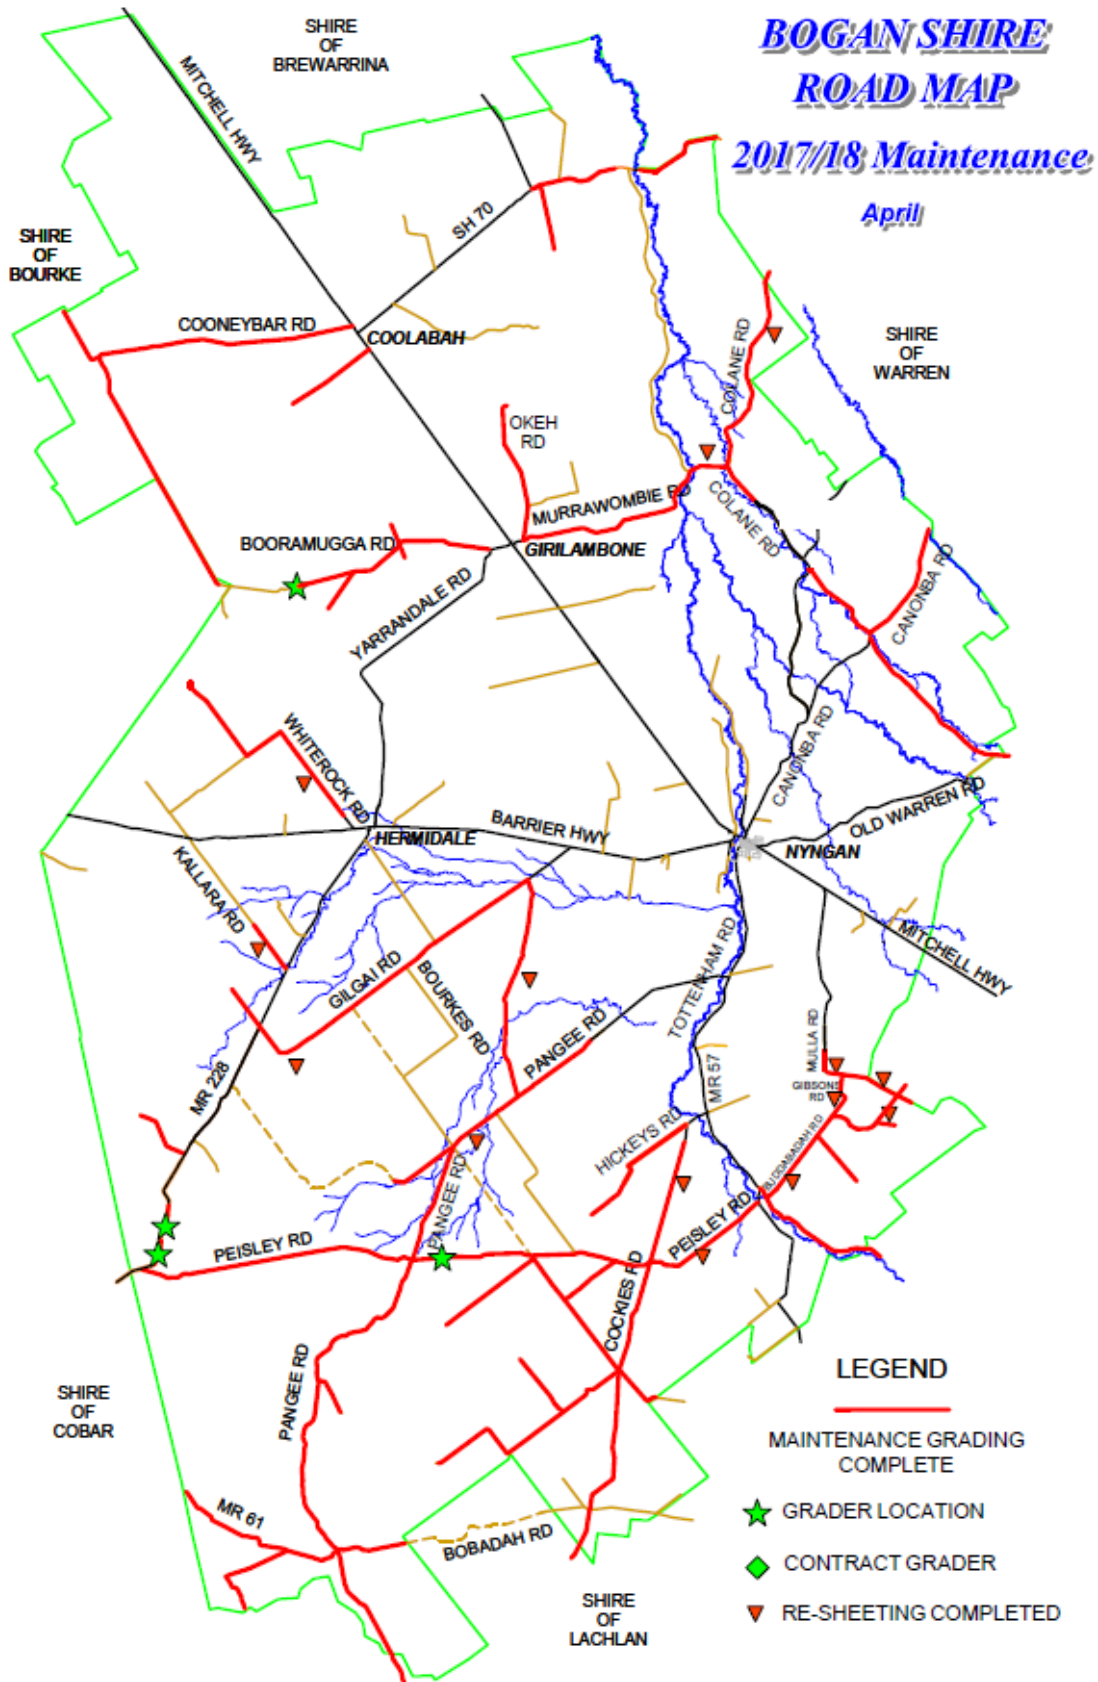 BOGAN SHIRE
ROAD MAP
2017/18 Maintenance
April
SHIRE
OF
BREWARRINA
MITCHELL HWY
SH 70
SHIRE
OF
BOURKE
COONEYBAR RD
COOLABAH
COLANE RD
SHIRE
OF
WARREN
OKEH
RD
MURRAWOMBIE RD
COLANE RD
BOORAMUGGA RD
GIRILAMBONE
CANONBA RD
YARRANDALE RD
WHITEROCK RD
CANONBA RD
OLD WARREN RD
BARRIER HWY
HERMIDALE
NYNGAN
KALLARA RD
MITCHELL HWY
GILGAI RD
BOURKES RD
TOTTENHAM RD
PANGEE RD
MULLA RD
MR 228
MR 57
GIBSONS
RD
HICKEYS RD
BUDDABADAH RD
PANGEE RD
PEISLEY RD
PEISLEY RD
COCKIES RD
PANGEE RD
SHIRE
OF
COBAR
MR 61
BOBADAH RD
SHIRE
OF
LACHLAN
LEGEND
MAINTENANCE GRADING
COMPLETE
GRADER LOCATION
CONTRACT GRADER
RE-SHEETING COMPLETED